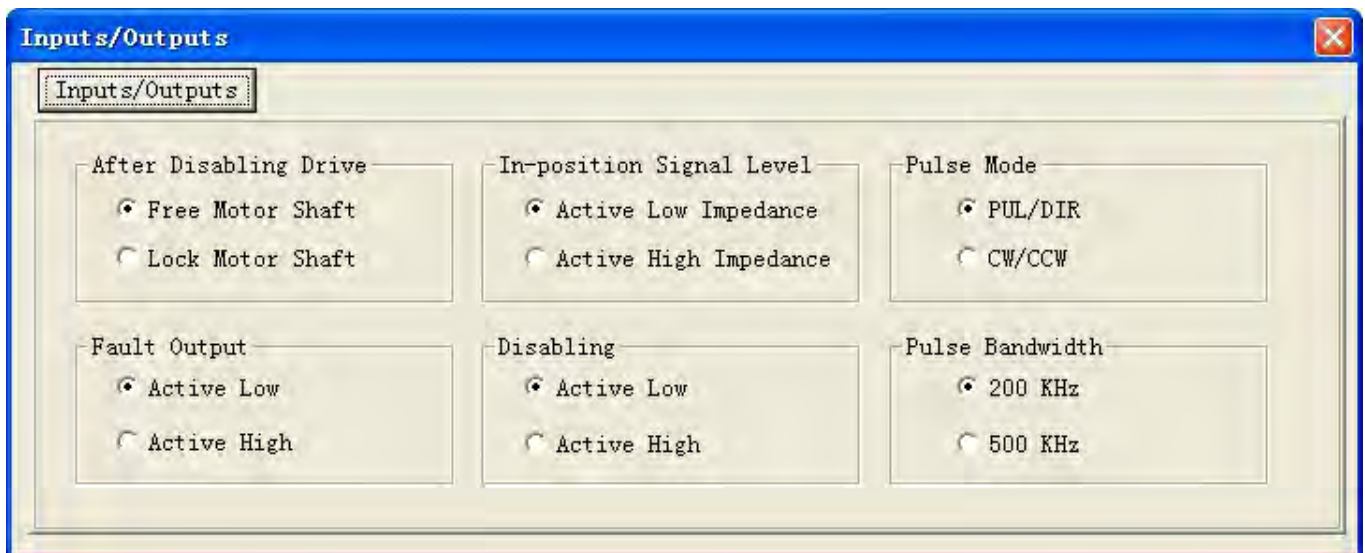 Inputs/Outputs
Inputs/Outputs
After Disabling Drive
Free Motor Shaft
Lock Motor Shaft
In-position Signal Level
Active Low Impedance
Active High Impedance
Pulse Mode
PUL/DIR
CW/CCW
Fault Output
Active Low
Active High
Disabling
Active Low
Active High
Pulse Bandwidth
200 KHz
500 KHz